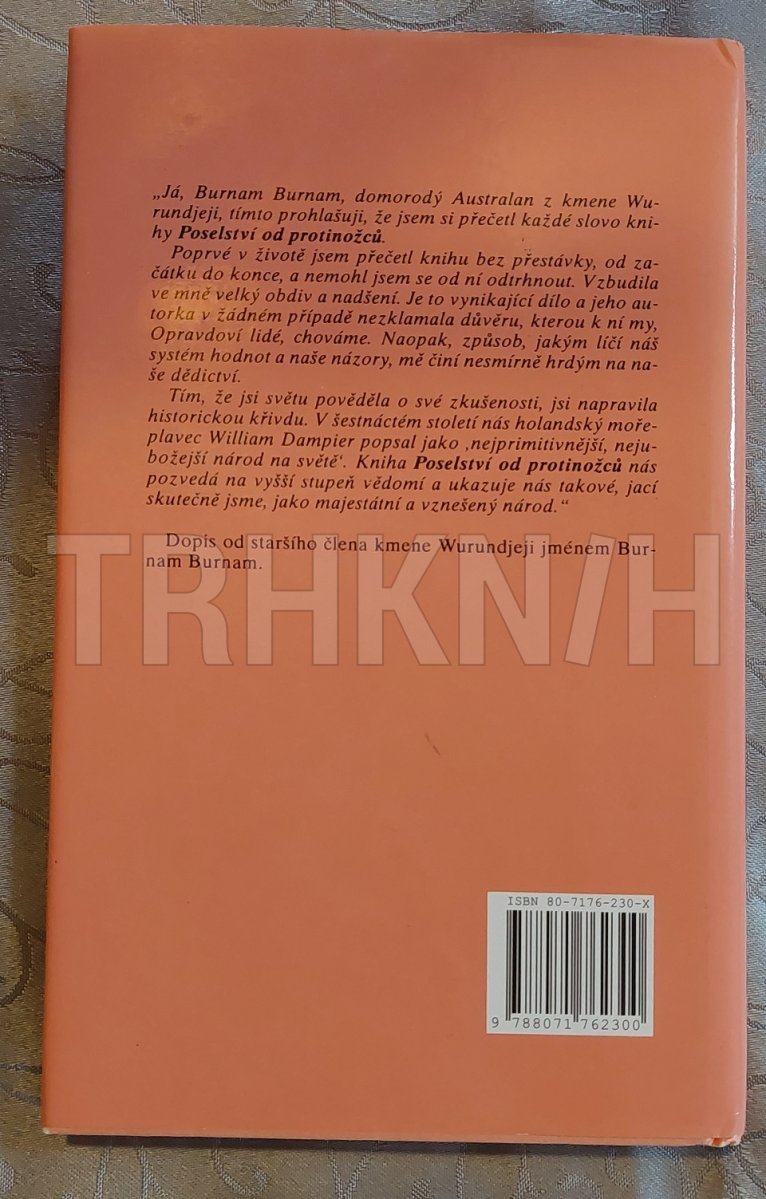 „Já, Burnam Burnam, domorodý Australan z kmene Wu-
rundjeji, tímto prohlašuji, že jsem si přečetl každé slovo kni-
hy Poselství od protinožců.
Poprvé v životě jsem přečetl knihu bez přestávky, od za-
čátku do konce, a nemohl jsem se od ní odtrhnout. Vzbudila
ve mně velký obdiv a nadšení. Je to vynikající dílo a jeho au-
torka v žádném případě nezklamala důvěru, kterou k ní my,
Opravdoví lidé, chováme. Naopak, způsob, jakým líčí náš
systém hodnot a naše názory, mě činí nesmírně hrdým na na-
še dědictví.
Tím, že jsi světu pověděla o své zkušenosti, jsi napravila
historickou křivdu. V šestnáctém století nás holandský moře-
plavec William Dampier popsal jako ‚nejprimitivnější, neju-
božejší národ na světě‘. Kniha Poselství od protinožců nás
pozvedá na vyšší stupeň vědomí a ukazuje nás takové, jací
skutečně jsme, jako majestátní a vznešený národ.“
Dopis od staršího člena kmene Wurundjeji jménem Bur-
nam Burnam.
TRHKNIH
ISBN 80-7176-230-X
9 788071 762300